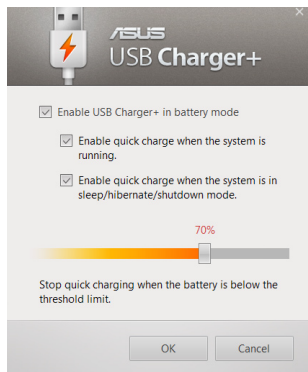 ASUS
USB Charger+
Enable USB Charger+ in battery mode
Enable quick charge when the system is
running.
Enable quick charge when the system is in
sleep/hibernate/shutdown mode.
70%
Stop quick charging when the battery is below the
threshold limit.
OK Cancel